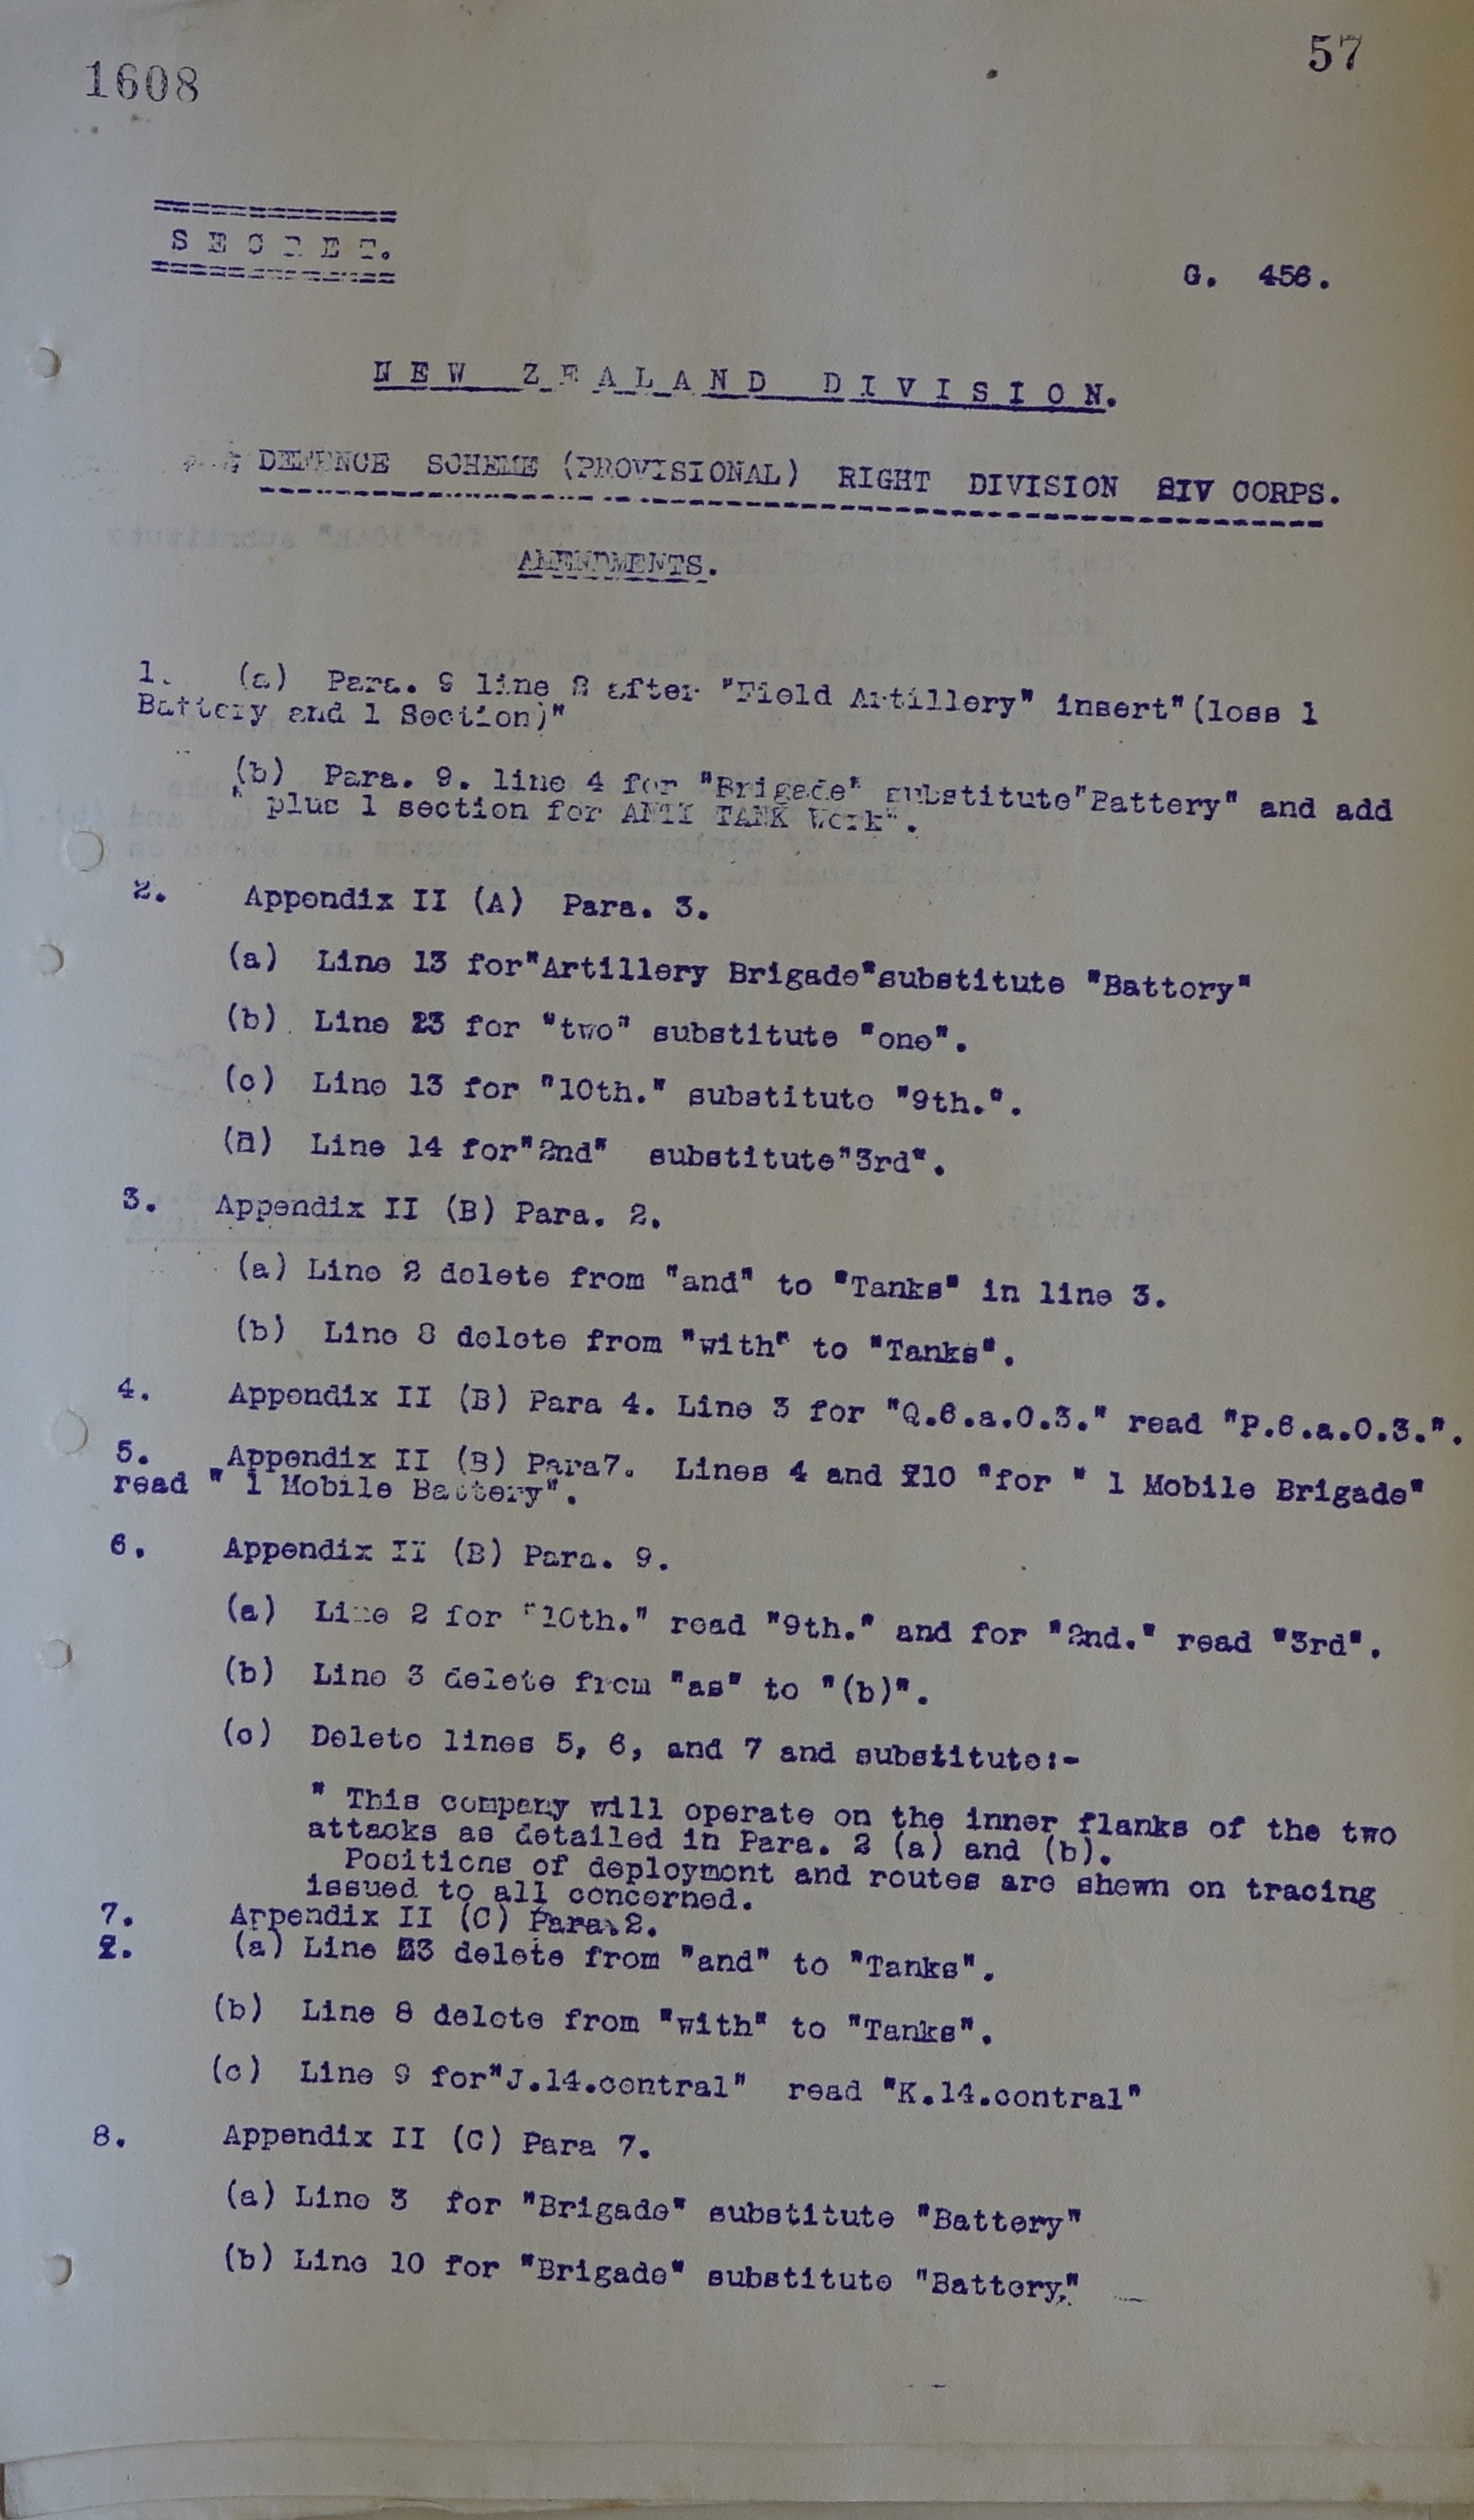 1608
57
SECRET.
G. 456.
NEW ZEALAND DIVISION.
DEFENCE SCHEME (PROVISIONAL) RIGHT DIVISION IV CORPS.
AMENDMENTS.
1. (a) Para. 9 line 2 after "Field Artillery" insert"(loss 1
Battery and 1 Section)"
(b) Para. 9. line 4 for "Brigade" substitute"Battery" and add
" plus 1 section for ANTI TANK Work".
2. Appendix II (A) Para. 3.
(a) Line 13 for"Artillery Brigade"substitute "Battery"
(b) Line 13 for "two" substitute "one".
(c) Line 13 for "10th." substitute "9th.".
(d) Line 14 for"2nd" substitute"3rd".
3. Appendix II (B) Para. 2.
(a) Line 2 delete from "and" to "Tanks" in line 3.
(b) Line 8 delete from "with" to "Tanks".
4. Appendix II (B) Para 4. Line 3 for "Q.6.a.0.3." read "P.6.a.0.3.".
5. Appendix II (B) Para7. Lines 4 and 10 "for " 1 Mobile Brigade"
read " 1 Mobile Battery".
6. Appendix II (B) Para. 9.
(a) Line 2 for "10th." read "9th." and for "2nd." read "3rd".
(b) Line 3 delete from "as" to "(b)".
(c) Delete lines 5, 6, and 7 and substitute:-
" This company will operate on the inner flanks of the two
attacks as detailed in Para. 2 (a) and (b).
Positions of deployment and routes are shewn on tracing
issued to all concerned.
7. Appendix II (C) Para.2.
(a) Line 3 delete from "and" to "Tanks".
(b) Line 8 delete from "with" to "Tanks".
(c) Line 9 for"J.14.central" read "K.14.central"
8. Appendix II (C) Para 7.
(a) Line 3 for "Brigade" substitute "Battery"
(b) Line 10 for "Brigade" substitute "Battery."